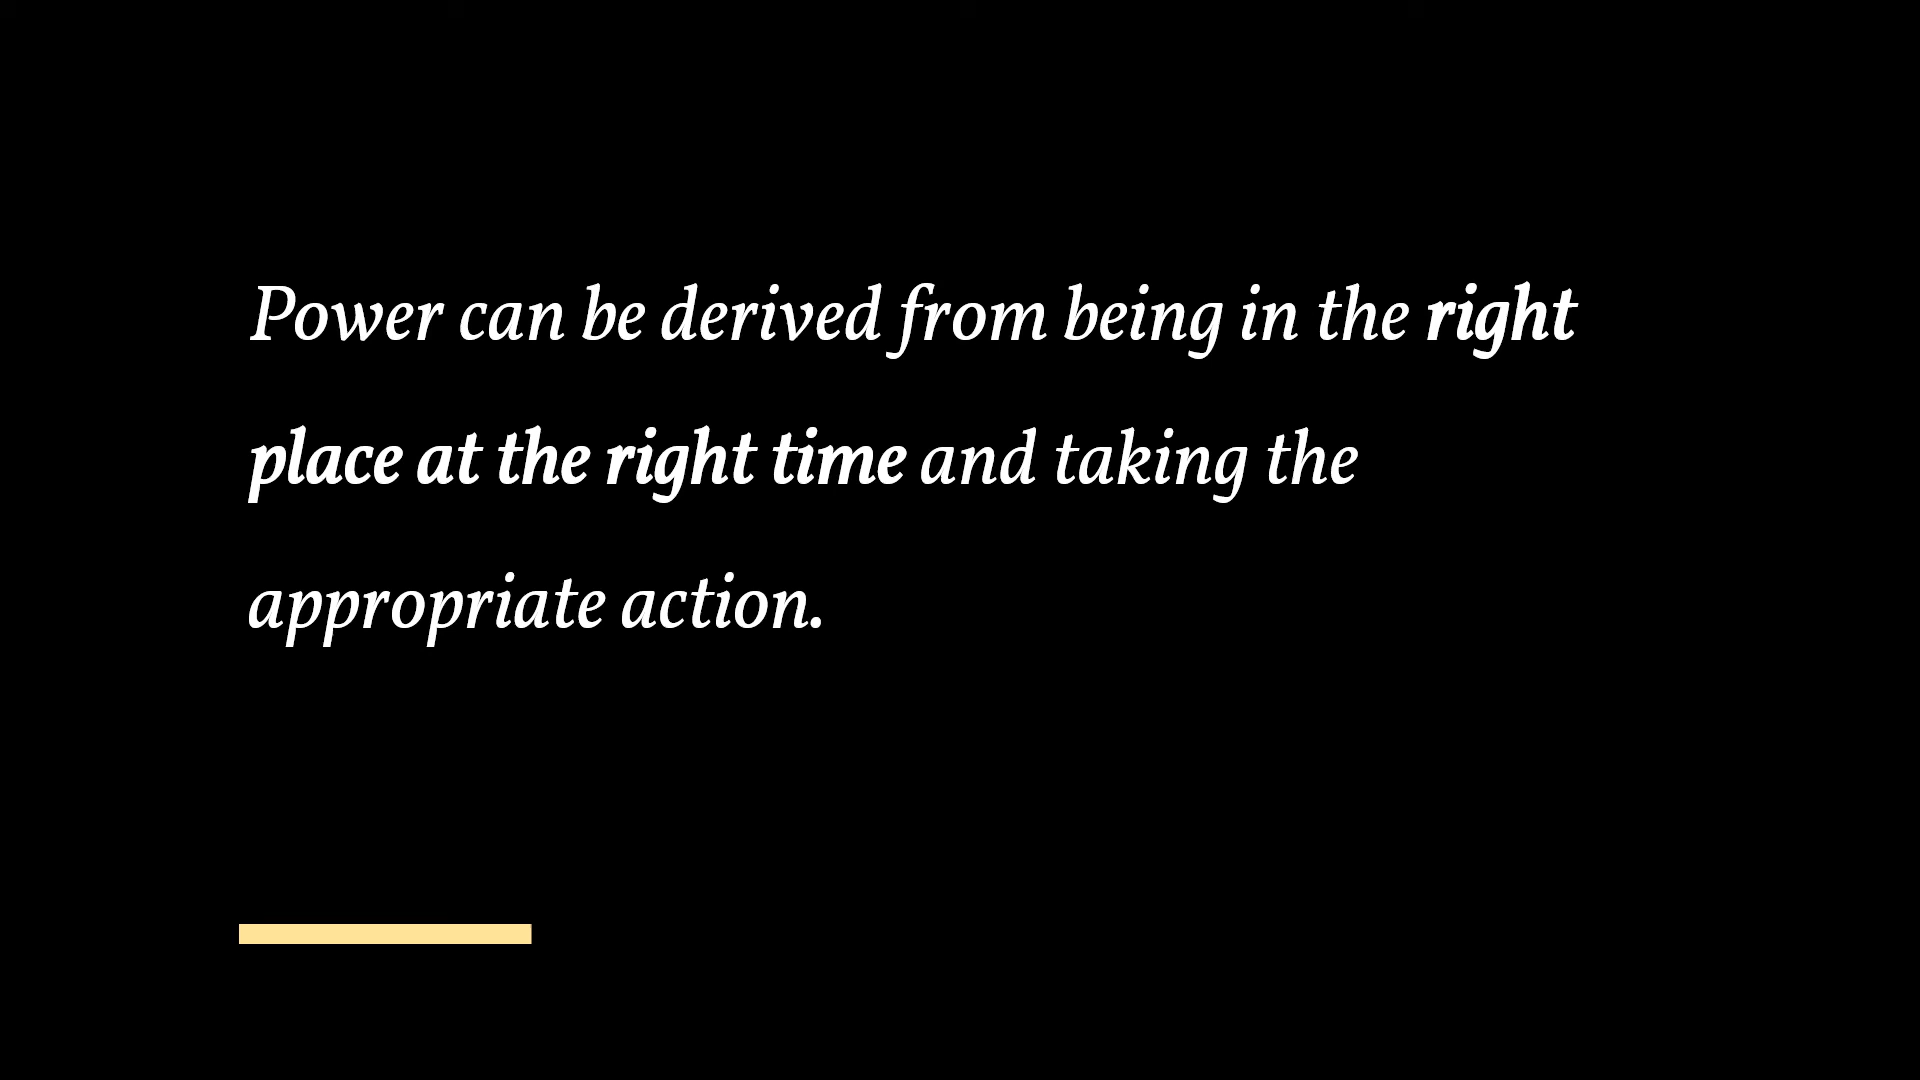 Power can be derived from being in the right
place at the right time and taking the
appropriate action.